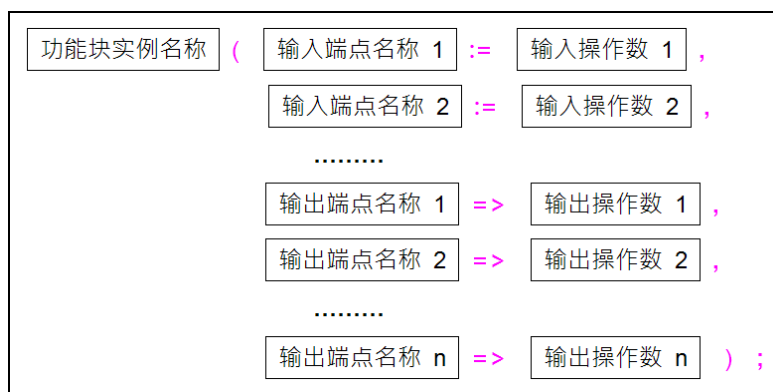 功能块实例名称 ( 输入端点名称 1 := 输入操作数 1 ,
输入端点名称 2 := 输入操作数 2 ,
.........
输出端点名称 1 => 输出操作数 1 ,
输出端点名称 2 => 输出操作数 2 ,
.........
输出端点名称 n => 输出操作数 n ) ;